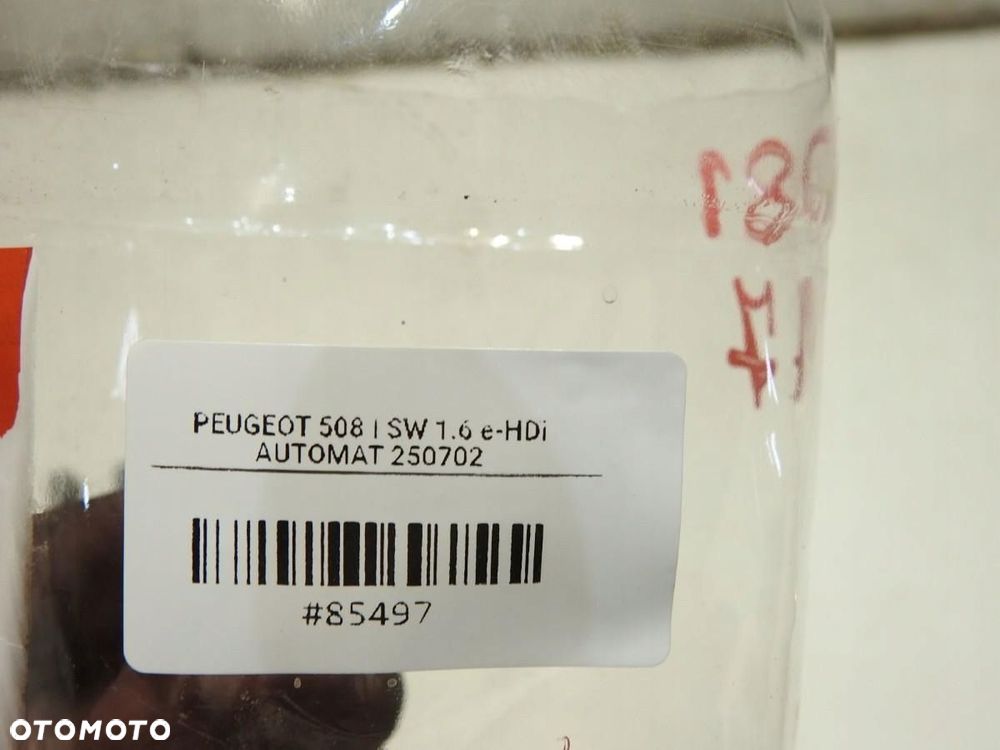 PEUGEOT 508 I SW 1.6 e-HDi
AUTOMAT 250702
#85497
OTOMOTO